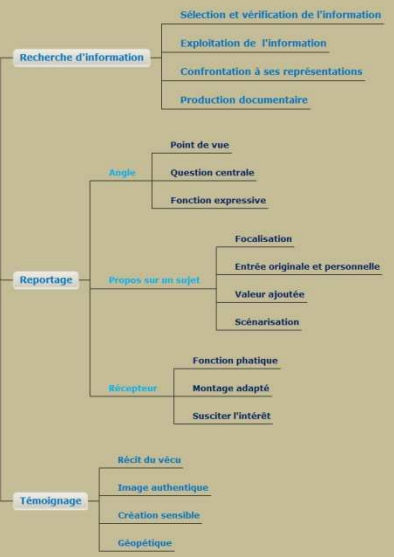 Recherche d'information
Sélection et vérification de l'information
Exploitation de l'information
Confrontation à ses représentations
Production documentaire
Reportage
Angle
Point de vue
Question centrale
Fonction expressive
Propos sur un sujet
Focalisation
Entrée originale et personnelle
Valeur ajoutée
Scénarisation
Récepteur
Fonction phatique
Montage adapté
Susciter l'intérêt
Témoignage
Récit du vécu
Image authentique
Création sensible
Géopétique